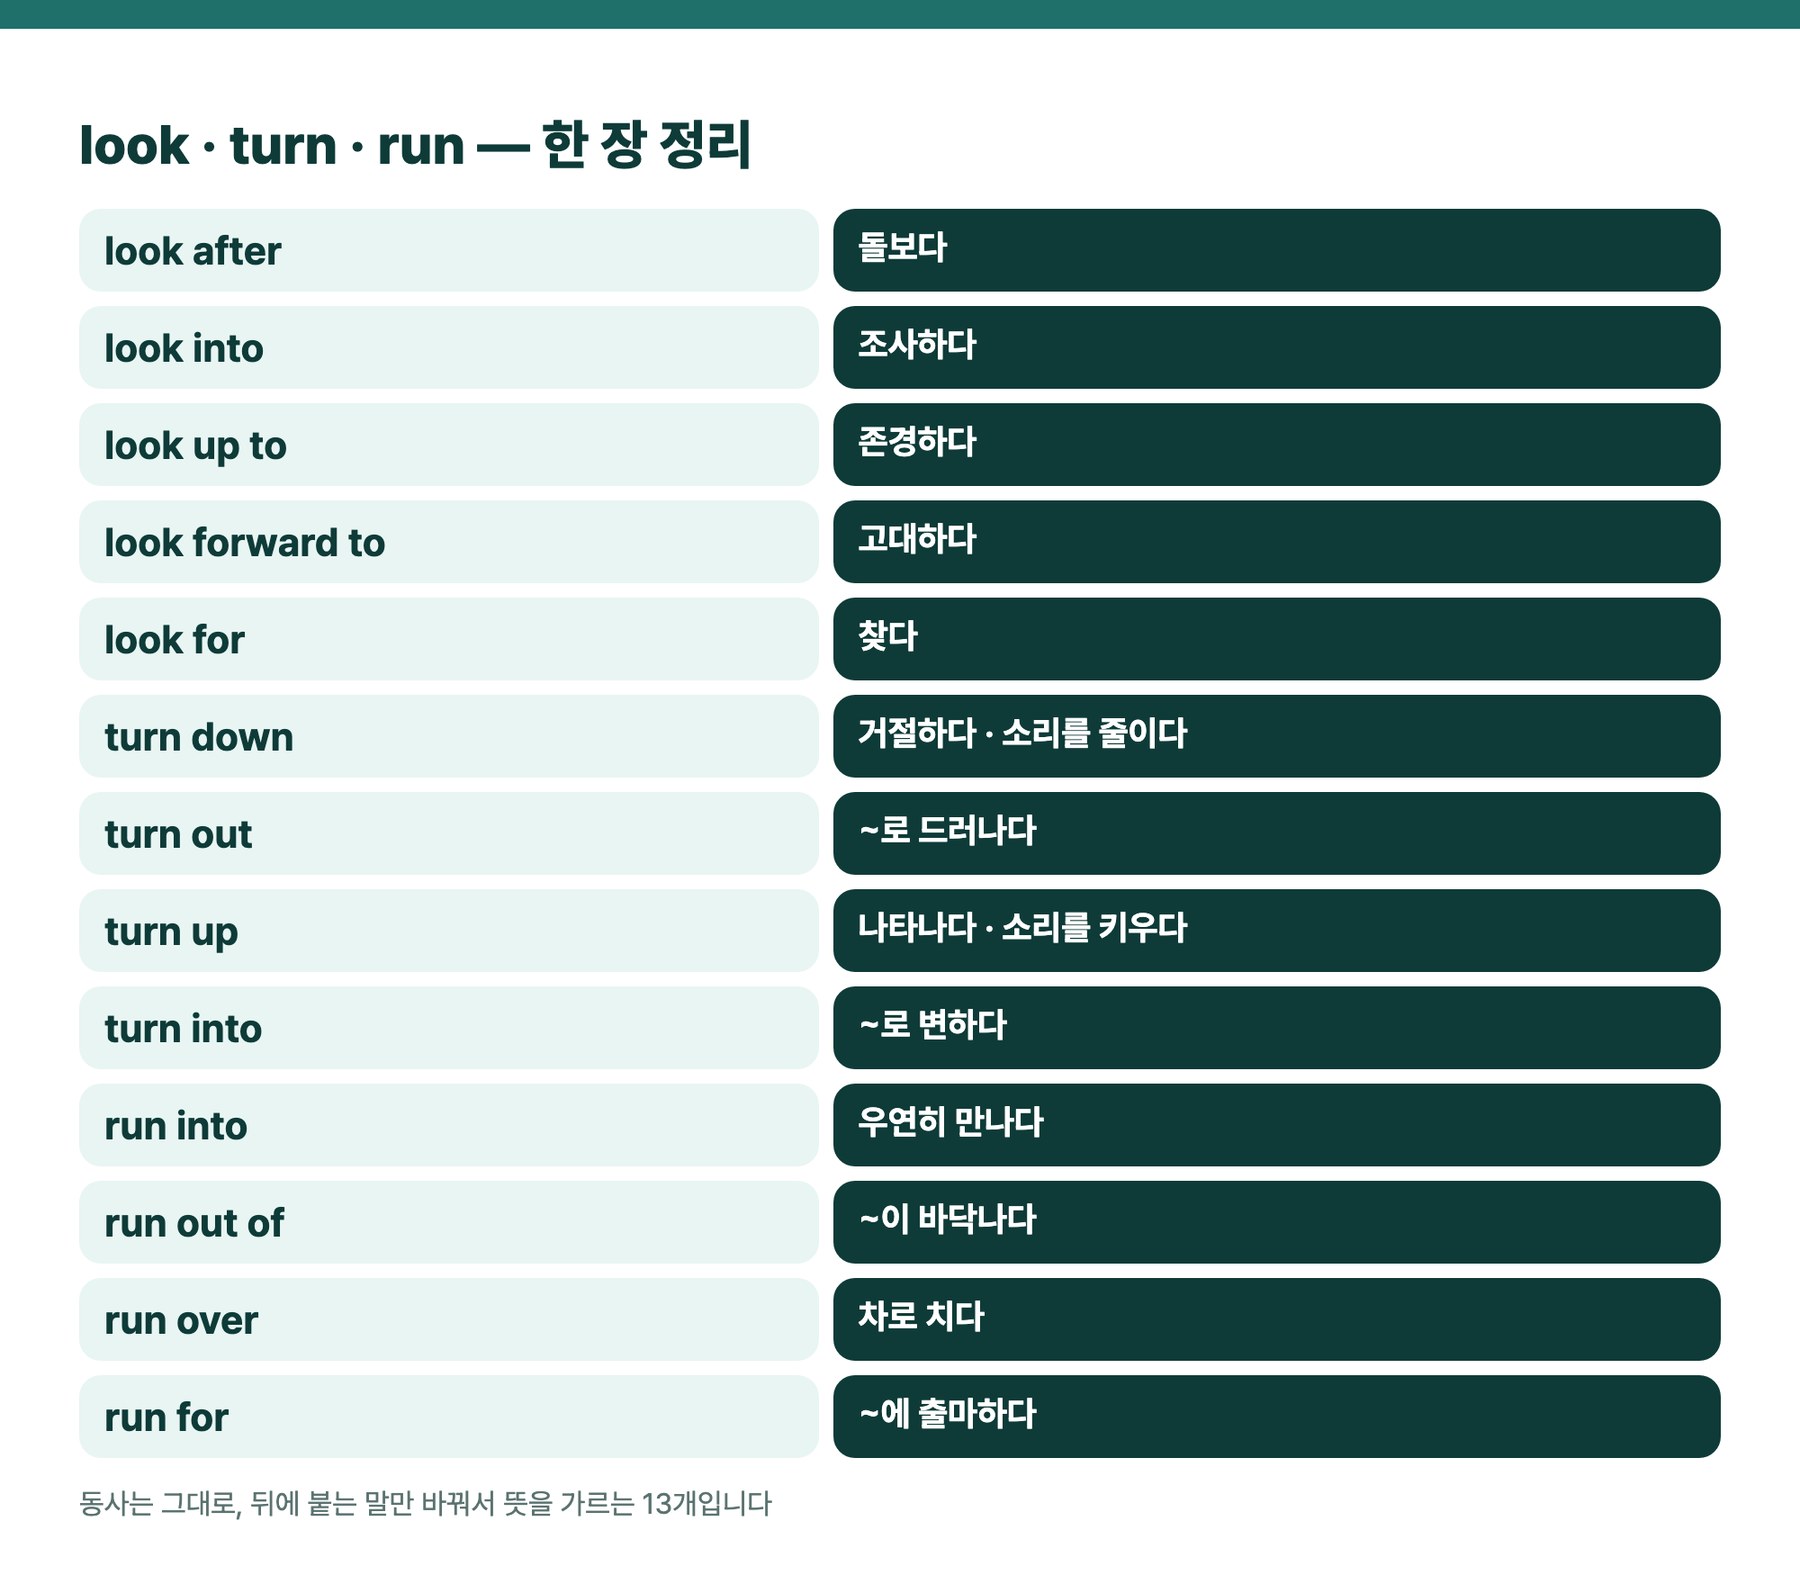 look · turn · run — 한 장 정리
look after 돌보다
look into 조사하다
look up to 존경하다
look forward to 고대하다
look for 찾다
turn down 거절하다 · 소리를 줄이다
turn out ~로 드러나다
turn up 나타나다 · 소리를 키우다
turn into ~로 변하다
run into 우연히 만나다
run out of ~이 바닥나다
run over 차로 치다
run for ~에 출마하다
동사는 그대로, 뒤에 붙는 말만 바꿔서 뜻을 가르는 13개입니다